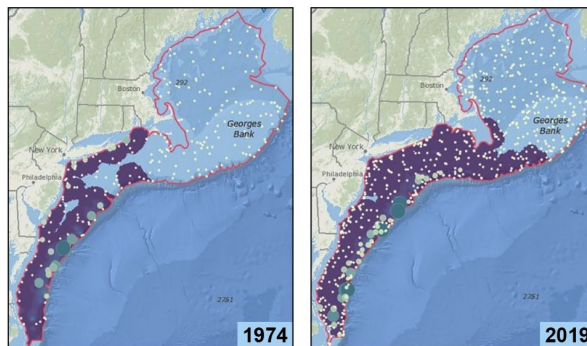 292
Boston
Georges
Bank
New York
Philadelphia
2761
1974
292
Boston
Georges
Bank
New York
Philadelphia
2761
2019